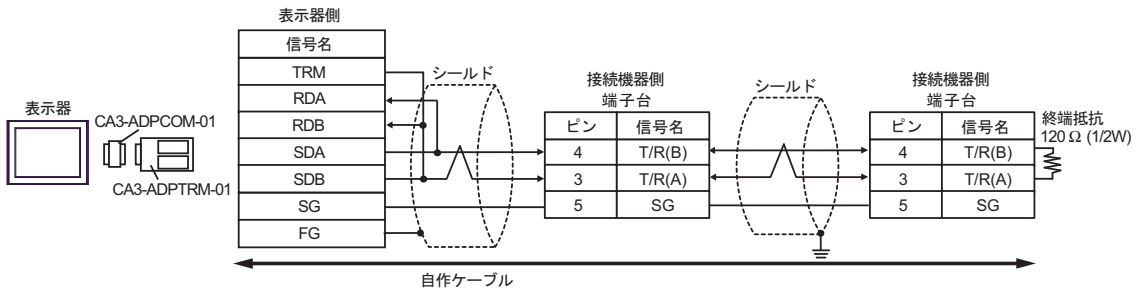 表示器
CA3-ADPCOM-01
CA3-ADPTRM-01
表示器側
信号名
TRM
RDA
RDB
SDA
SDB
SG
FG
シールド
接続機器側
端子台
ピン 信号名
4 T/R(B)
3 T/R(A)
5 SG
シールド
接続機器側
端子台
ピン 信号名
4 T/R(B)
3 T/R(A)
5 SG
終端抵抗
120 Ω (1/2W)
自作ケーブル